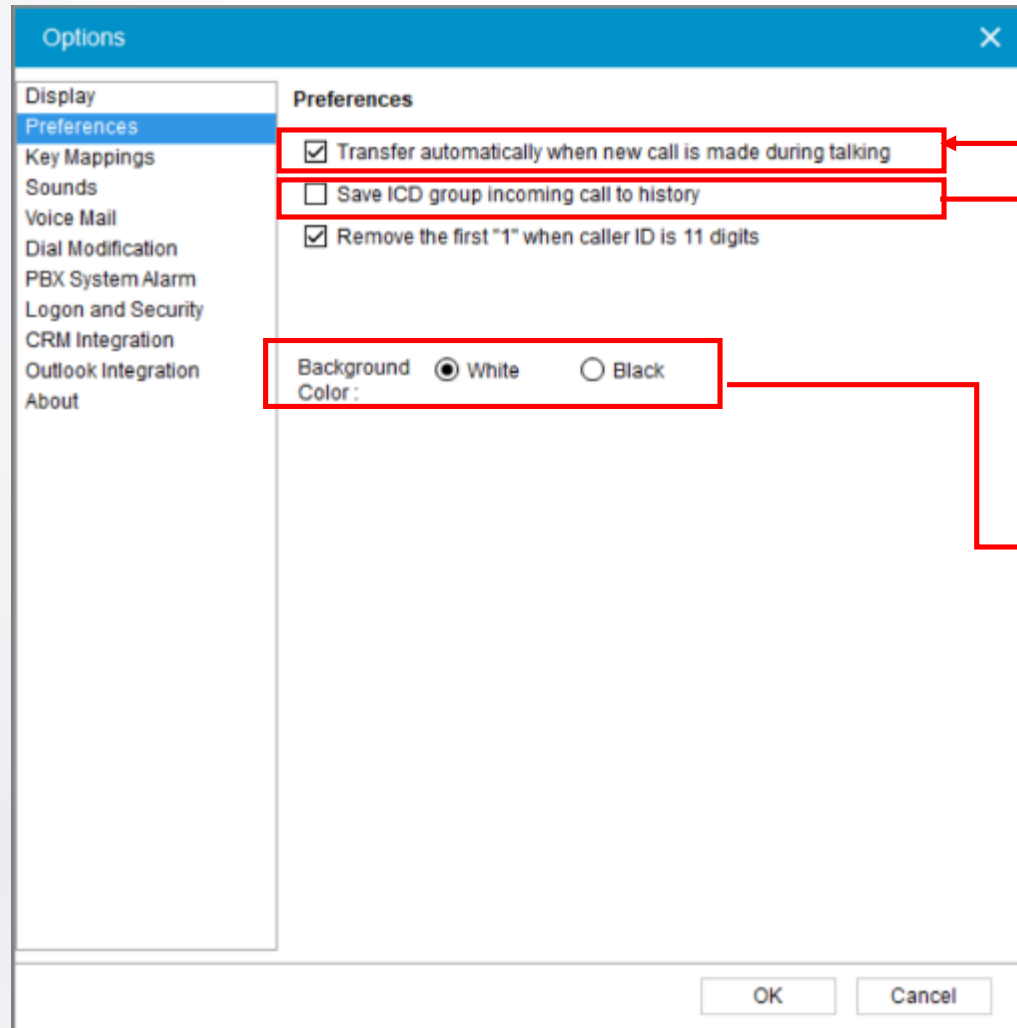 Options
Display
Preferences
Key Mappings
Sounds
Voice Mail
Dial Modification
PBX System Alarm
Logon and Security
CRM Integration
Outlook Integration
About
Preferences
Transfer automatically when new call is made during talking
Save ICD group incoming call to history
Remove the first "1" when caller ID is 11 digits
Background Color :
White
Black
OK
Cancel